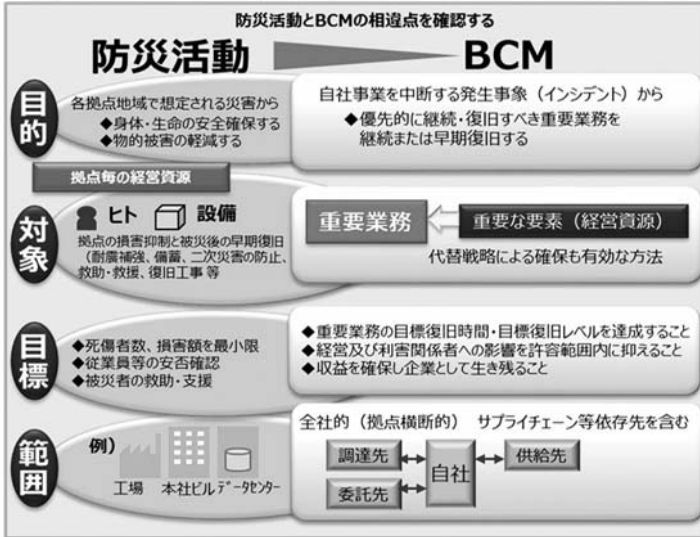 防災活動とBCMの相違点を確認する
防災活動
BCM
目的
各拠点地域で想定される災害から
◆身体・生命の安全確保する
◆物的被害の軽減する
自社事業を中断する発生事象（インシデント）から
◆優先的に継続・復旧すべき重要業務を
継続または早期復旧する
拠点毎の経営資源
対象
ヒト
設備
拠点の損害抑制と被災後の早期復旧
（耐震補強、備蓄、二次災害の防止、
救助・救援、復旧工事 等
重要業務
重要な要素（経営資源）
代替戦略による確保も有効な方法
目標
◆死傷者数、損害額を最小限
◆従業員等の安否確認
◆被災者の救助・支援
◆重要業務の目標復旧時間・目標復旧レベルを達成すること
◆経営及び利害関係者への影響を許容範囲内に抑えること
◆収益を確保し企業として生き残ること
範囲
例）
工場
本社ビル
データセンター
全社的（拠点横断的） サプライチェーン等依存先を含む
調達先
委託先
自社
供給先